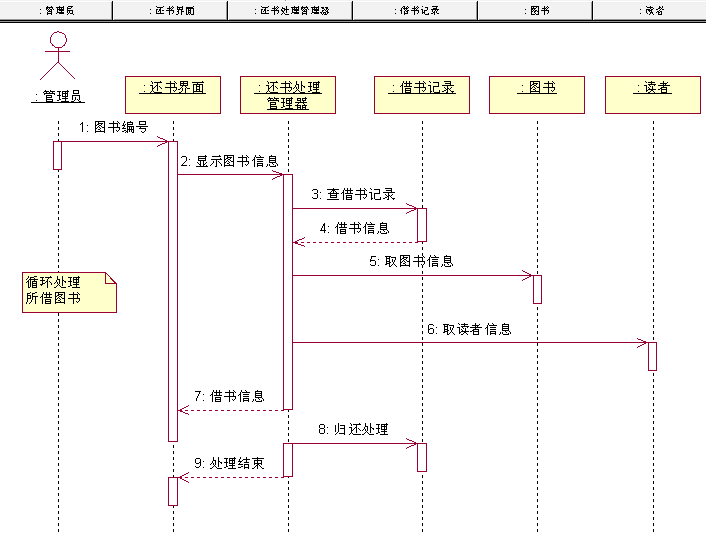 : 管理员
: 还书界面
: 还书处理管理器
: 借书记录
: 图书
: 读者
: 管理员
: 还书界面
: 还书处理
管理器
: 借书记录
: 图书
: 读者
1: 图书编号
2: 显示图书信息
3: 查借书记录
4: 借书信息
5: 取图书信息
循环处理
所借图书
6: 取读者信息
7: 借书信息
8: 归还处理
9: 处理结束